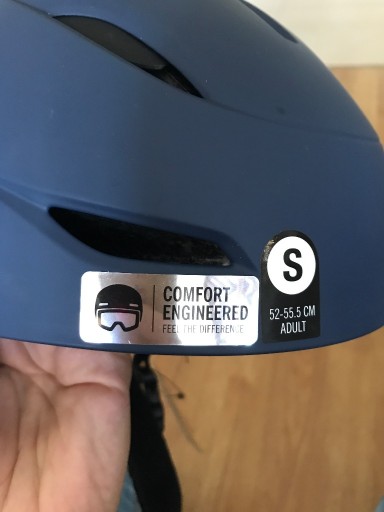 COMFORT
ENGINEERED
FEEL THE DIFFERENCE
S
52-55.5 CM
ADULT